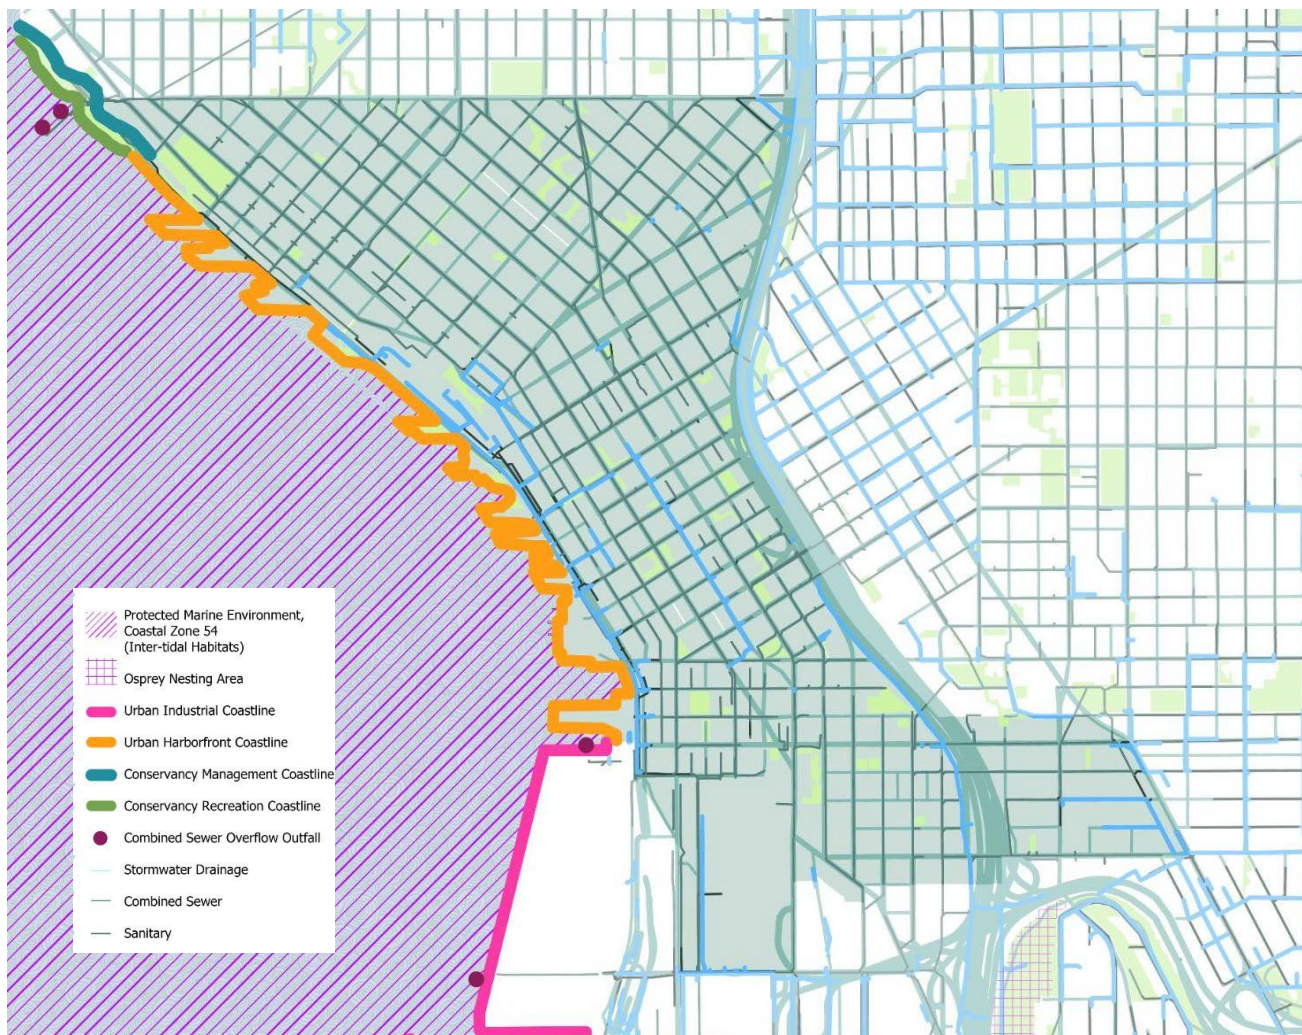 Protected Marine Environment,
Coastal Zone 54
(Inter-tidal Habitats)
Osprey Nesting Area
Urban Industrial Coastline
Urban Harborfront Coastline
Conservancy Management Coastline
Conservancy Recreation Coastline
Combined Sewer Overflow Outfall
Stormwater Drainage
Combined Sewer
Sanitary